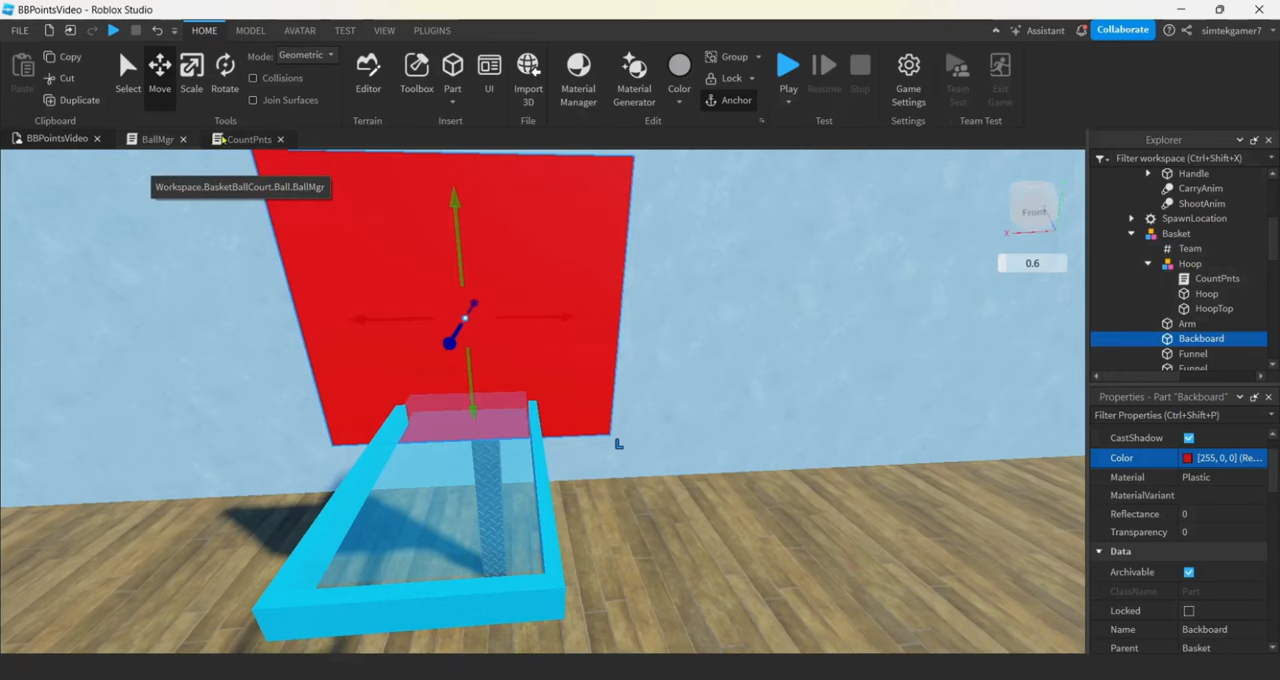 BBPointsVideo - Roblox Studio
FILE HOME MODEL AVATAR TEST VIEW PLUGINS Assistant Collaborate simtekgamer7
Paste Copy Cut Duplicate Clipboard
Select Move Scale Rotate Mode: Geometric Collisions Join Surfaces Tools
Editor Terrain
Toolbox Part UI Insert
Import 3D File
Material Manager Material Generator Color Group Lock Anchor Edit
Play Resume Stop Test
Game Settings Settings
Team Test Exit Game Team Test
BBPointsVideo BallMgr CountPnts
Workspace.BasketBallCourt.Ball.BallMgr
Front
X
0.6
Explorer
Filter workspace (Ctrl+Shift+X)
Handle
CarryAnim
ShootAnim
SpawnLocation
Basket
# Team
Hoop
CountPnts
Hoop
HoopTop
Arm
Backboard
Funnel
Funnel
Properties - Part "Backboard"
Filter Properties (Ctrl+Shift+P)
CastShadow
Color [255, 0, 0] (Re...
Material Plastic
MaterialVariant
Reflectance 0
Transparency 0
Data
Archivable
ClassName Part
Locked
Name Backboard
Parent Basket